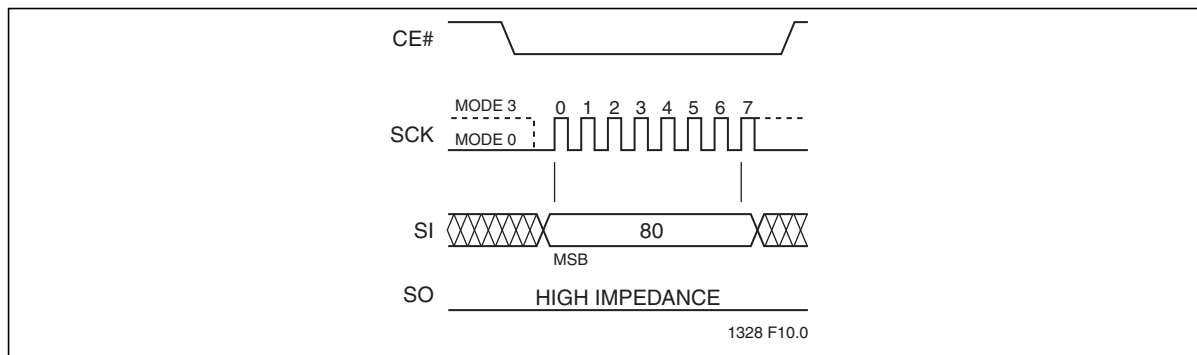 CE#
MODE 3
0 1 2 3 4 5 6 7
SCK
MODE 0
SI
80
MSB
SO
HIGH IMPEDANCE
1328 F10.0